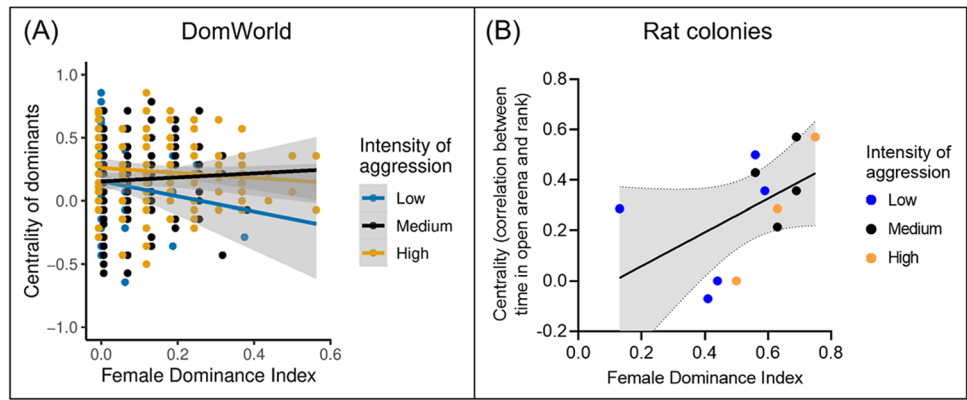 (A) DomWorld
Centrality of dominants
1.0
0.5
0.0
−0.5
−1.0
0.0 0.2 0.4 0.6
Female Dominance Index
Intensity of
aggression
Low
Medium
High
(B) Rat colonies
Centrality (correlation between
time in open arena and rank)
0.8
0.6
0.4
0.2
0.0
-0.2
0.0 0.2 0.4 0.6 0.8
Female Dominance Index
Intensity of
aggression
Low
Medium
High